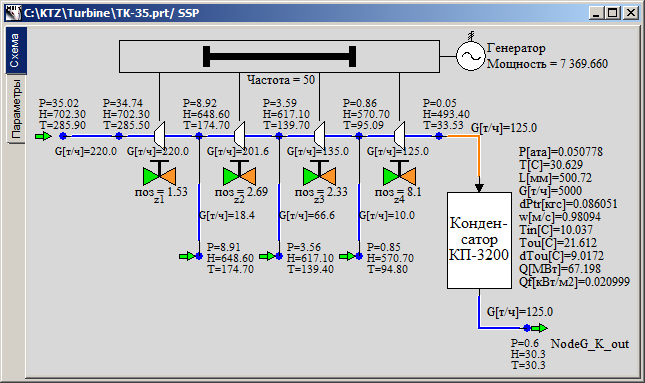 C:\KTZ\Turbine\TK-35.prt/ SSP
Схема
Параметры
Генератор
Мощность = 7 369.660
Частота = 50
P=35.02
H=702.30
T=285.90
P=34.74
H=702.30
T=285.50
P=8.92
H=648.60
T=174.70
P=3.59
H=617.10
T=139.70
P=0.86
H=570.70
T=95.09
P=0.05
H=493.40
T=33.53
G[т/ч]=125.0
G[т/ч]=220.0
G[т/ч]=220.0
G[т/ч]=201.6
G[т/ч]=135.0
G[т/ч]=125.0
поз = 1.53
z1
поз = 2.69
z2
поз = 2.33
z3
поз = 8.1
z4
G[т/ч]=18.4
G[т/ч]=66.6
G[т/ч]=10.0
P=8.91
H=648.60
T=174.70
P=3.56
H=617.10
T=139.40
P=0.85
H=570.70
T=94.80
Конден-
сатор
КП-3200
P[ата]=0.050778
T[C]=30.629
L[мм]=500.72
G[т/ч]=5000
dPtr[кгс]=0.086051
w[м/с]=0.98094
Tin[C]=10.037
Tou[C]=21.612
dTou[C]=9.0172
Q[МВт]=67.198
Qf[кВт/м2]=0.020999
G[т/ч]=125.0
P=0.6
H=30.3
T=30.3
NodeG_K_out